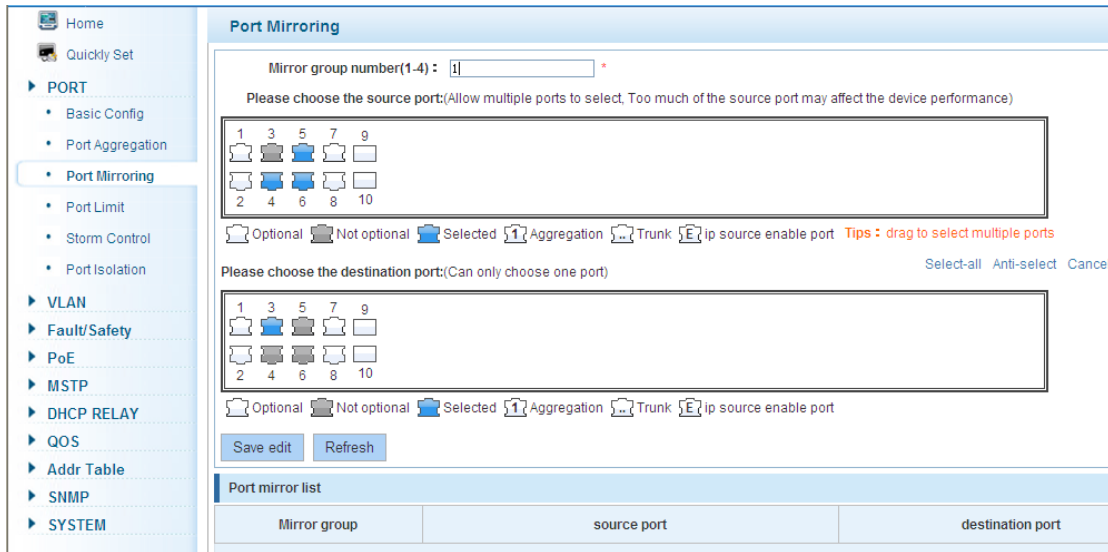 Home
Quickly Set
PORT
Basic Config
Port Aggregation
Port Mirroring
Port Limit
Storm Control
Port Isolation
VLAN
Fault/Safety
PoE
MSTP
DHCP RELAY
QOS
Addr Table
SNMP
SYSTEM
Port Mirroring
Mirror group number(1-4)： 1 *
Please choose the source port:(Allow multiple ports to select, Too much of the source port may affect the device performance)
1 3 5 7 9
2 4 6 8 10
Optional Not optional Selected 1 Aggregation ... Trunk E ip source enable port Tips： drag to select multiple ports
Select-all Anti-select Cance
Please choose the destination port:(Can only choose one port)
1 3 5 7 9
2 4 6 8 10
Optional Not optional Selected 1 Aggregation ... Trunk E ip source enable port
Save edit Refresh
Port mirror list
Mirror group source port destination port